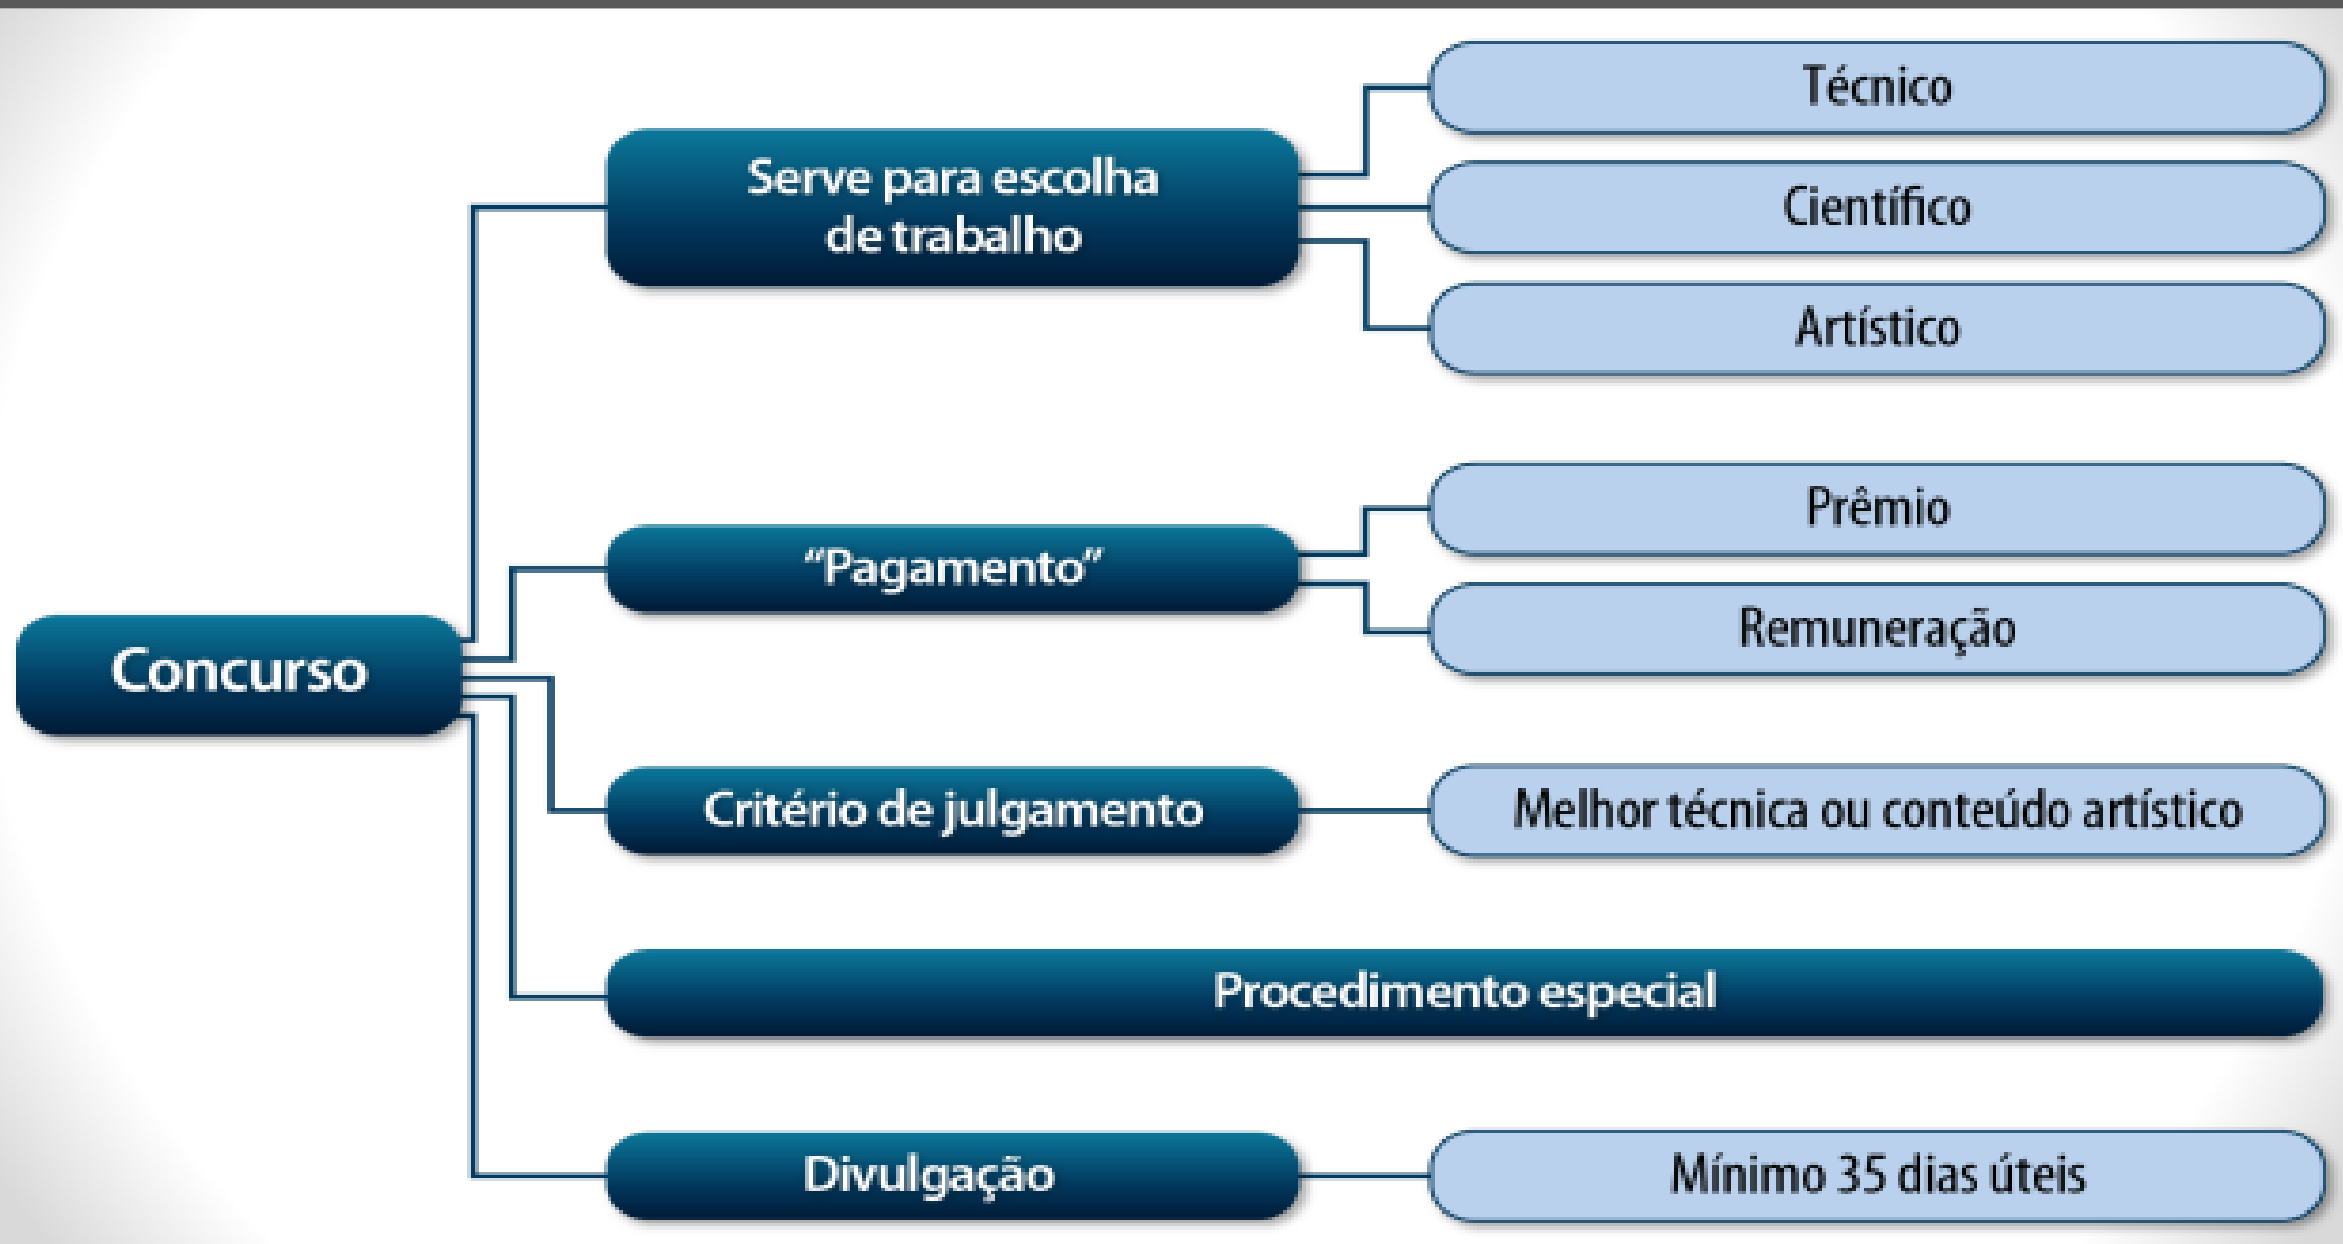 Concurso
Serve para escolha
de trabalho
Técnico
Científico
Artístico
“Pagamento”
Prêmio
Remuneração
Critério de julgamento
Melhor técnica ou conteúdo artístico
Procedimento especial
Divulgação
Mínimo 35 dias úteis